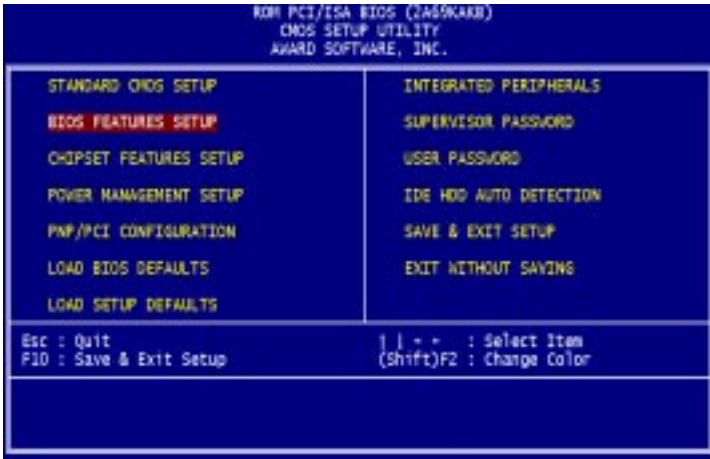 ROM PCI/ISA BIOS (2A69KAKB)
CMOS SETUP UTILITY
AWARD SOFTWARE, INC.
STANDARD CMOS SETUP
BIOS FEATURES SETUP
CHIPSET FEATURES SETUP
POWER MANAGEMENT SETUP
PNP/PCI CONFIGURATION
LOAD BIOS DEFAULTS
LOAD SETUP DEFAULTS
INTEGRATED PERIPHERALS
SUPERVISOR PASSWORD
USER PASSWORD
IDE HDD AUTO DETECTION
SAVE & EXIT SETUP
EXIT WITHOUT SAVING
Esc : Quit
F10 : Save & Exit Setup
↑ ↓ → ← : Select Item
(Shift)F2 : Change Color